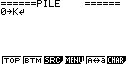 ======PILE   ======
0→K↵
TOP BTM SRC MENU A↔a CHAR